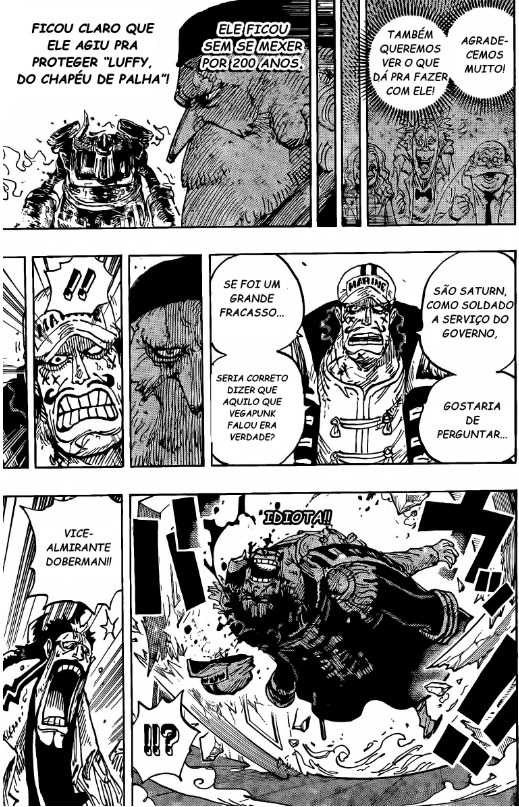 AGRADE-
CEMOS
MUITO!
TAMBÉM
QUEREMOS
VER O QUE
DÁ PRA FAZER
COM ELE!
ELE FICOU
SEM SE MEXER
POR 200 ANOS.
FICOU CLARO QUE
ELE AGIU PRA
PROTEGER "LUFFY,
DO CHAPÉU DE PALHA"!
SÃO SATURN,
COMO SOLDADO
A SERVIÇO DO
GOVERNO,
GOSTARIA
DE
PERGUNTAR...
MARINE
SE FOI UM
GRANDE
FRACASSO...
SERIA CORRETO
DIZER QUE
AQUILO QUE
VEGAPUNK
FALOU ERA
VERDADE?
!!
MA
IDIOTA!!
!!?
VICE-
ALMIRANTE
DOBERMAN!!